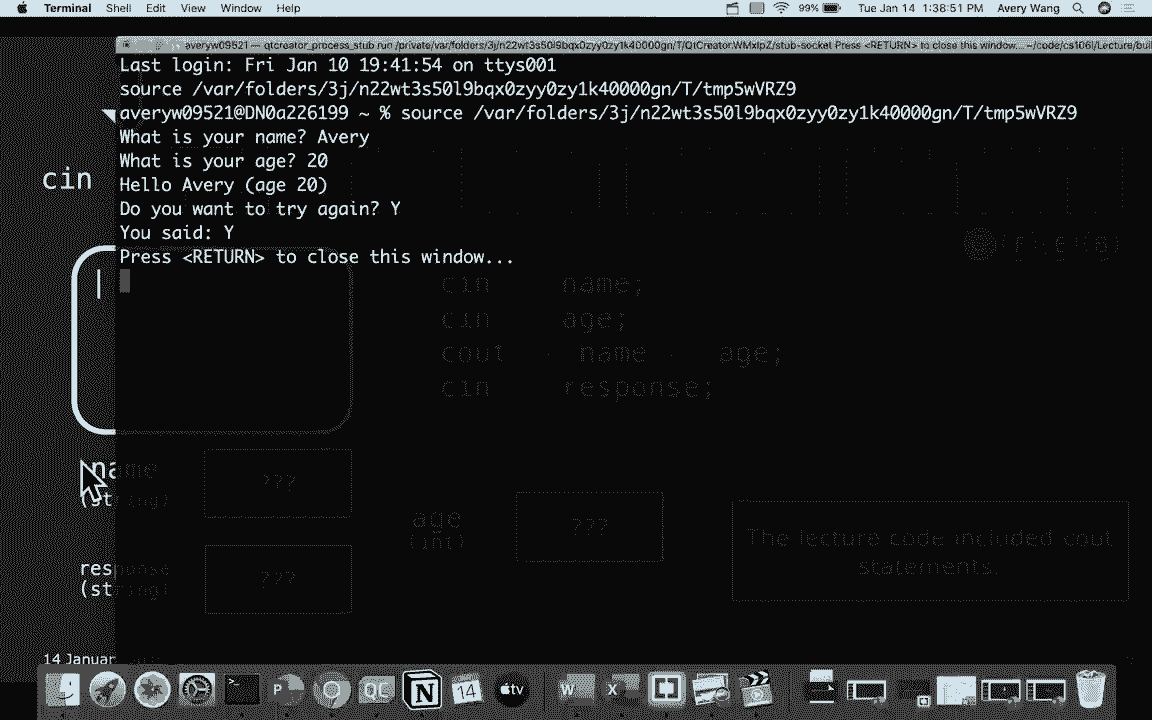 Terminal Shell Edit View Window Help 99% Tue Jan 14 1:38:51 PM Avery Wang
averyw09521 — qtcreator_process_stub run /private/var/folders/3j/n22wt3s50l9bqx0zyy0zy1k40000gn/T/QtCreator.WMxIpZ/stub-socket Press <RETURN> to close this window... — ~/code/cs106l/Lecture/buil
Last login: Fri Jan 10 19:41:54 on ttys001
source /var/folders/3j/n22wt3s50l9bqx0zyy0zy1k40000gn/T/tmp5wVRZ9
averyw09521@DN0a226199 ~ % source /var/folders/3j/n22wt3s50l9bqx0zyy0zy1k40000gn/T/tmp5wVRZ9
What is your name? Avery
What is your age? 20
cin
Hello Avery (age 20)
Do you want to try again? Y
You said: Y
Press <RETURN> to close this window...
cin name;
cin age;
cout name age;
cin response;
name
(string)
???
age
(int)
???
The lecture code included cout
statements.
response
(string)
???
14 Januar